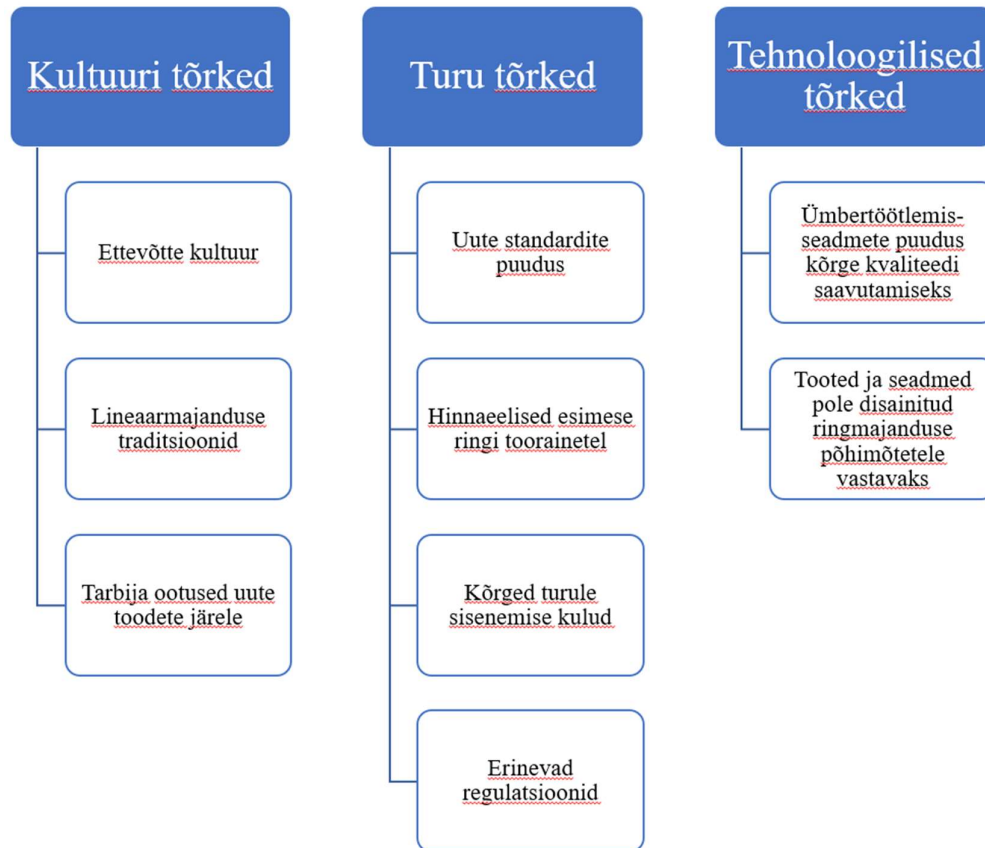 Kultuuri tõrked
Ettevõtte kultuur
Lineaarmajanduse
traditsioonid
Tarbija ootused uute
toodete järele
Turu tõrked
Uute standardite
puudus
Hinnaeelised esimese
ringi toorainetel
Kõrged turule
sisenemise kulud
Erinevad
regulatsioonid
Tehnoloogilised
tõrked
Ümbertöötlemis-
seadmete puudus
kõrge kvaliteedi
saavutamiseks
Tooted ja seadmed
pole disainitud
ringmajanduse
põhimõtetele
vastavaks